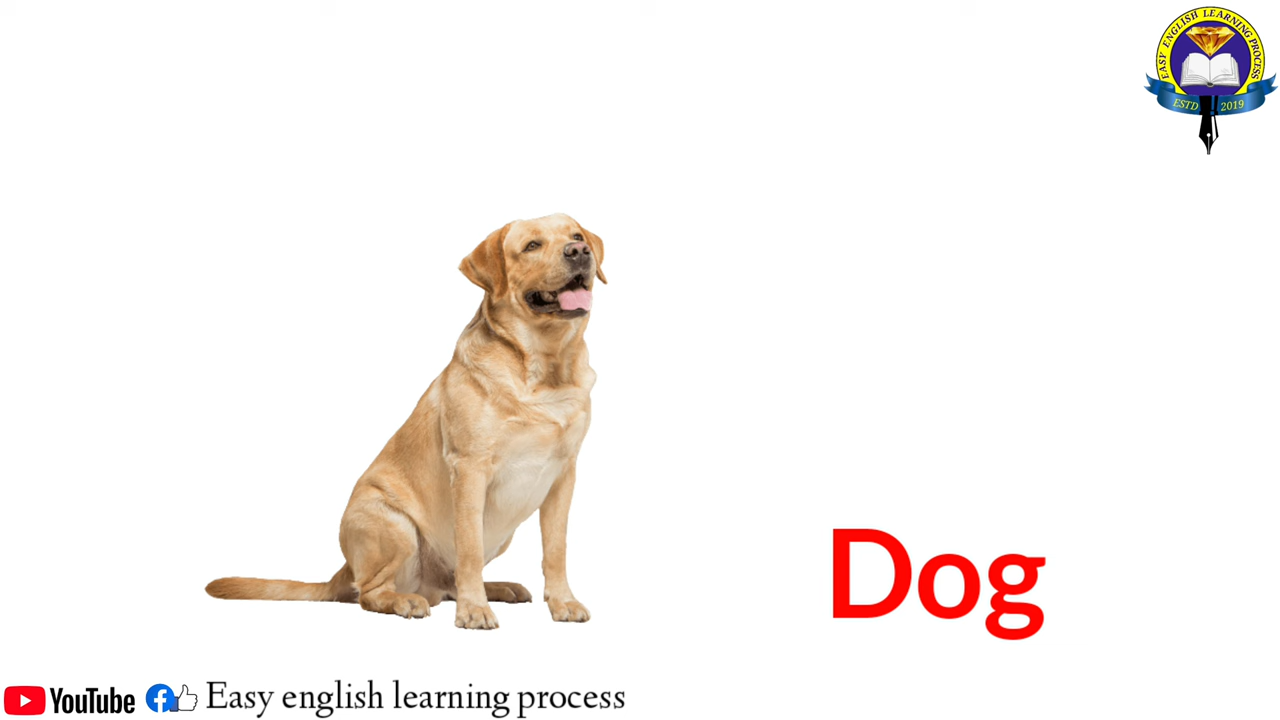 EASY ENGLISH LEARNING PROCESS
ESTD 2019
Dog
YouTube
Easy english learning process